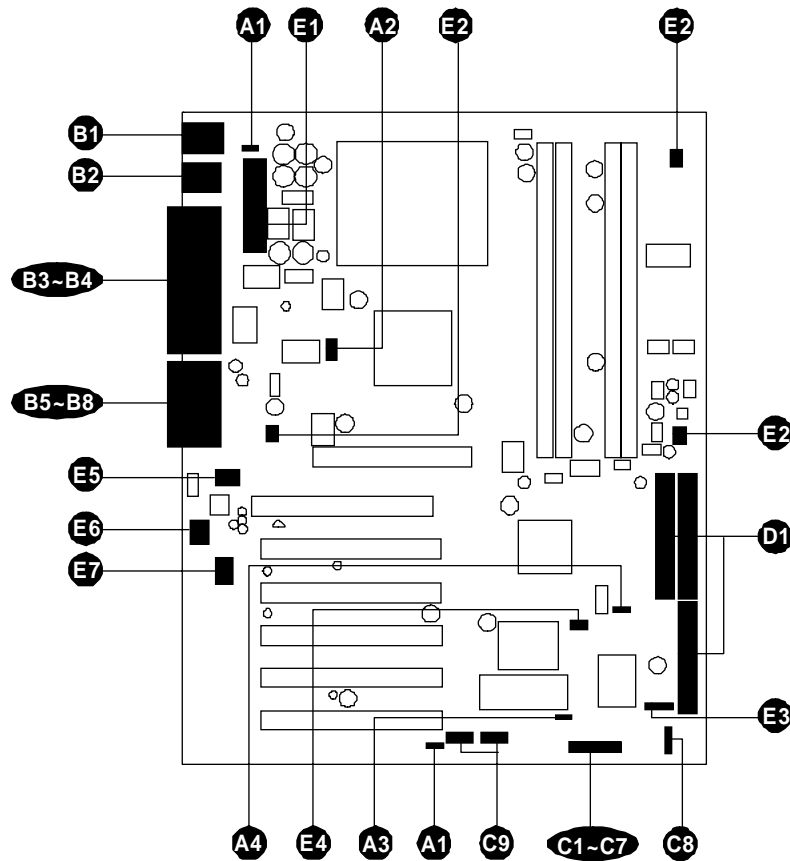 A1 E1 A2 E2 E2
B1
B2
B3~B4
B5~B8
E2
E5
E6
D1
E7
E3
A4 E4 A3 A1 C9 C1~C7 C8